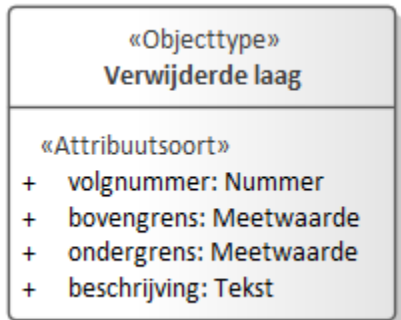 «Objecttype»
Verwijderde laag
«Attribuutsoort»
+ volgnummer: Nummer
+ bovengrens: Meetwaarde
+ ondergrens: Meetwaarde
+ beschrijving: Tekst